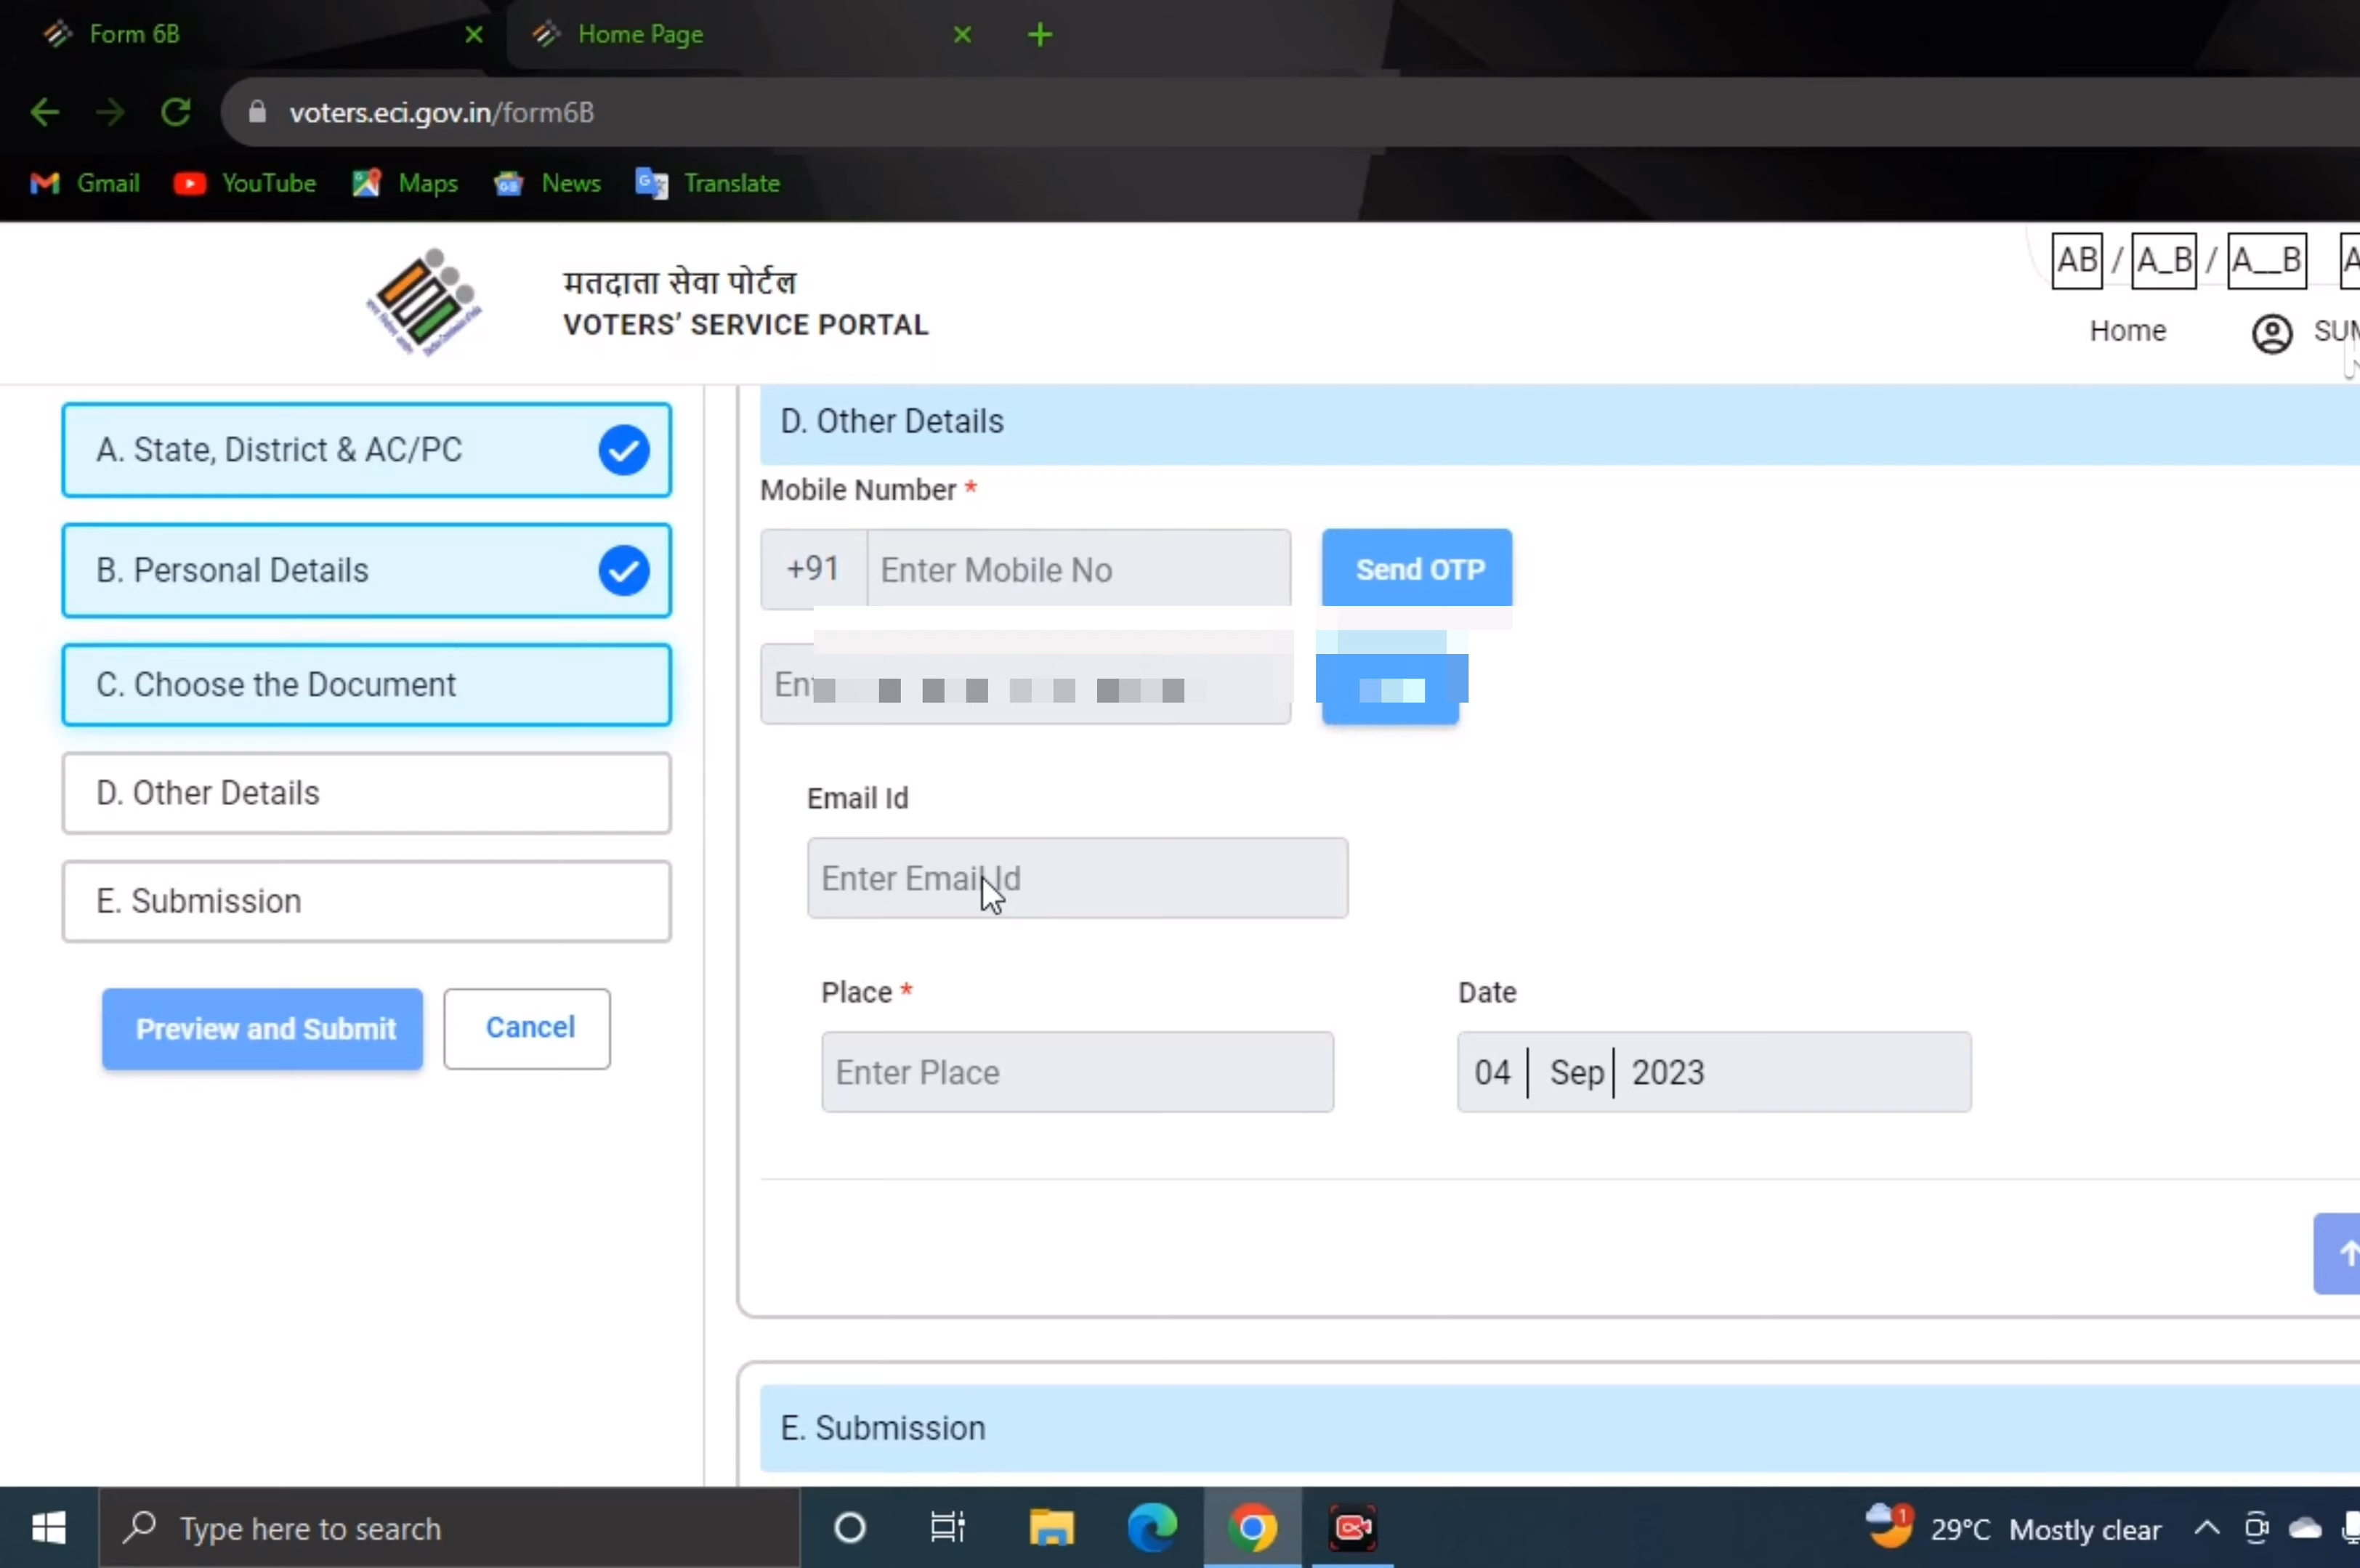 Form 6B
Home Page
voters.eci.gov.in/form6B
Gmail
YouTube
Maps
News
Translate
मतदाता सेवा पोर्टल
VOTERS' SERVICE PORTAL
AB / A_B / A__B A
Home
SUM
A. State, District & AC/PC
B. Personal Details
C. Choose the Document
D. Other Details
E. Submission
Preview and Submit
Cancel
D. Other Details
Mobile Number *
+91
Enter Mobile No
Send OTP
Email Id
Enter Email Id
Place *
Enter Place
Date
04 | Sep | 2023
E. Submission
Type here to search
1
29°C Mostly clear